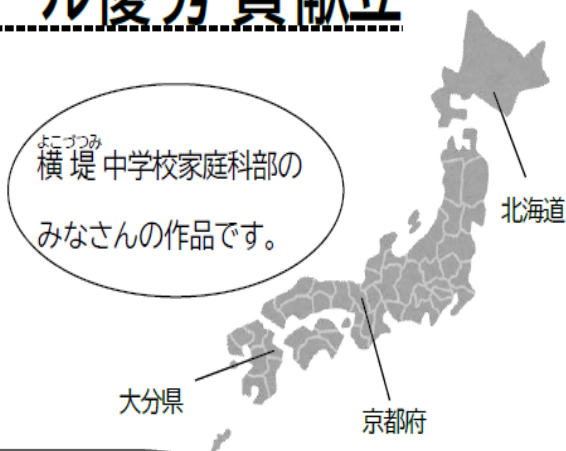 ル優秀賞献立
よこづつみ
横堤中学校家庭科部の
みなさんの作品です。
北海道
大分県
京都府